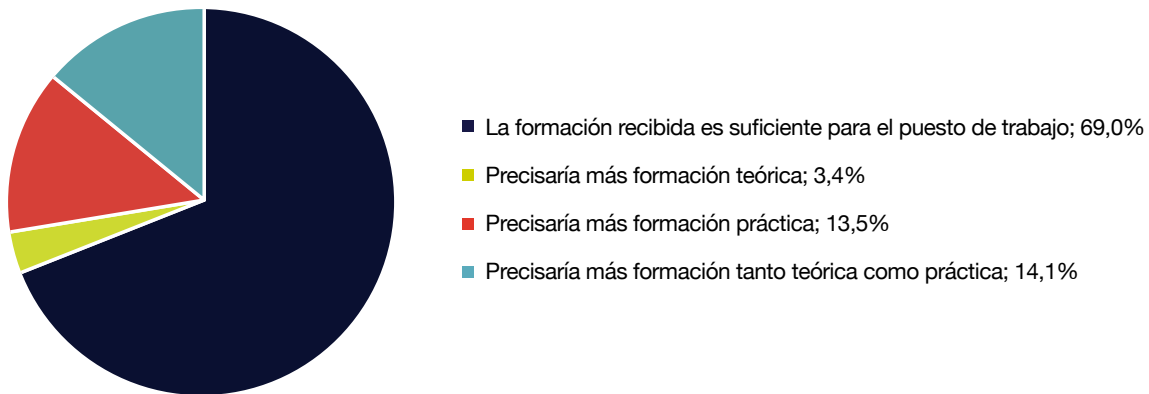 La formación recibida es suficiente para el puesto de trabajo; 69,0%
Precisaría más formación teórica; 3,4%
Precisaría más formación práctica; 13,5%
Precisaría más formación tanto teórica como práctica; 14,1%